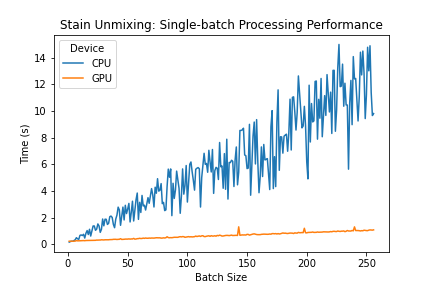 Stain Unmixing: Single-batch Processing Performance
Device
CPU
GPU
Time (s)
14
12
10
8
6
4
2
0
0 50 100 150 200 250
Batch Size